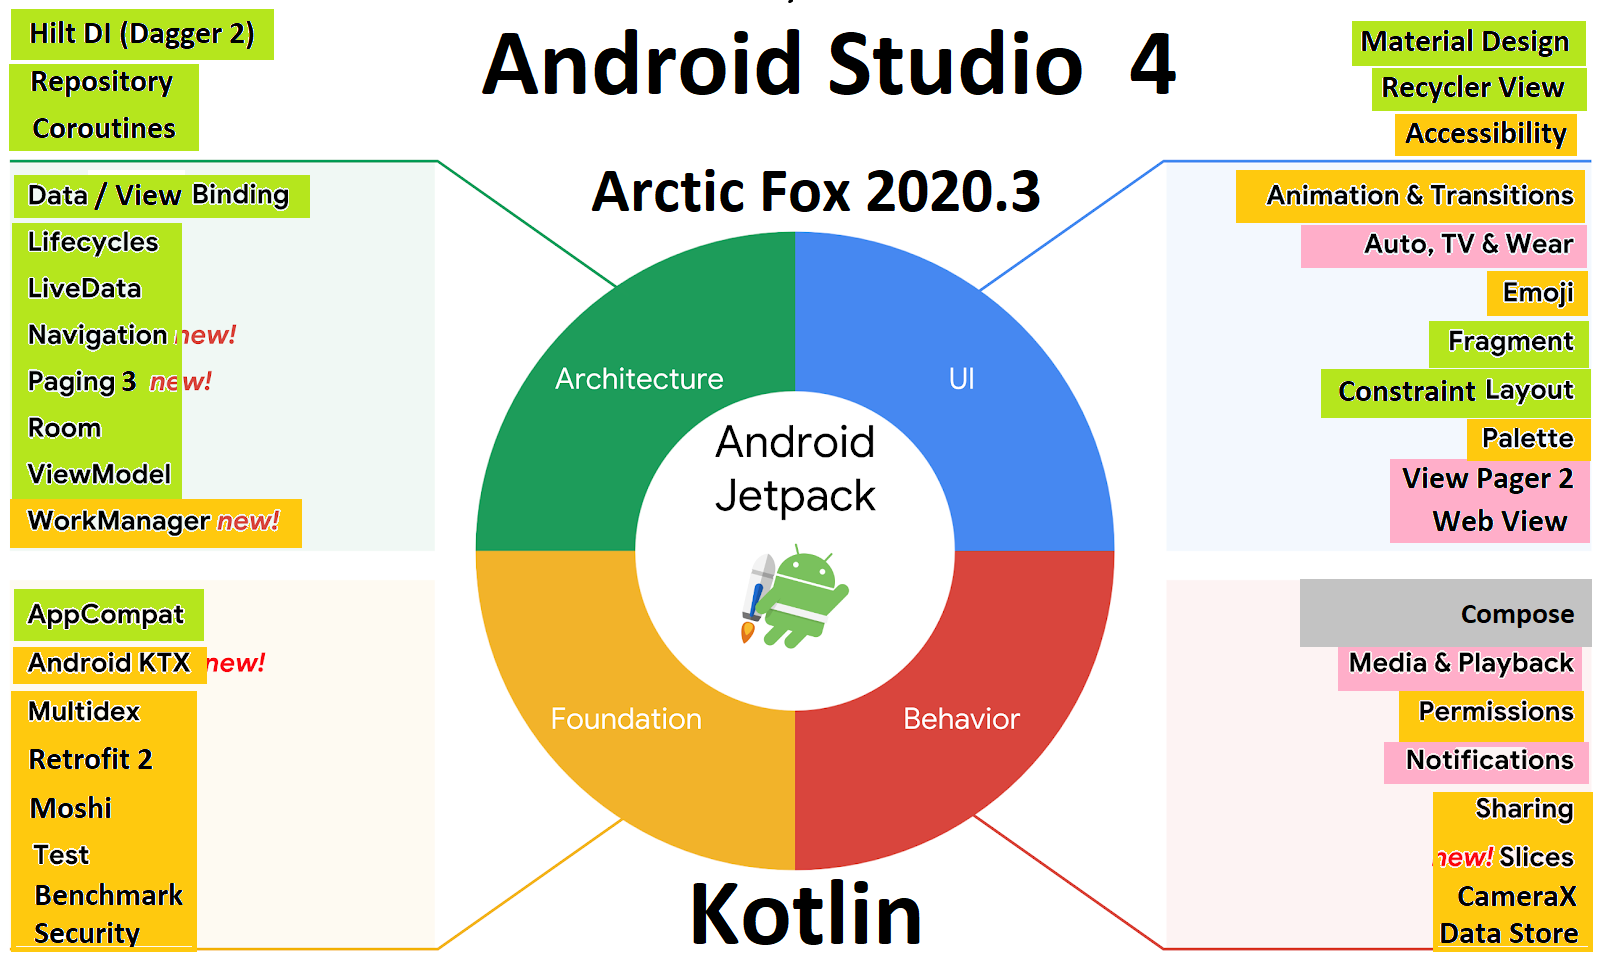 Android Studio 4
Arctic Fox 2020.3
Hilt DI (Dagger 2)
Repository
Coroutines
Data / View Binding
Lifecycles
LiveData
Navigation new!
Paging 3 new!
Room
ViewModel
WorkManager new!
AppCompat
Android KTX new!
Multidex
Retrofit 2
Moshi
Test
Benchmark
Security
Architecture
UI
Android
Jetpack
Foundation
Behavior
Kotlin
Material Design
Recycler View
Accessibility
Animation & Transitions
Auto, TV & Wear
Emoji
Fragment
Constraint Layout
Palette
View Pager 2
Web View
Compose
Media & Playback
Permissions
Notifications
Sharing
new! Slices
CameraX
Data Store